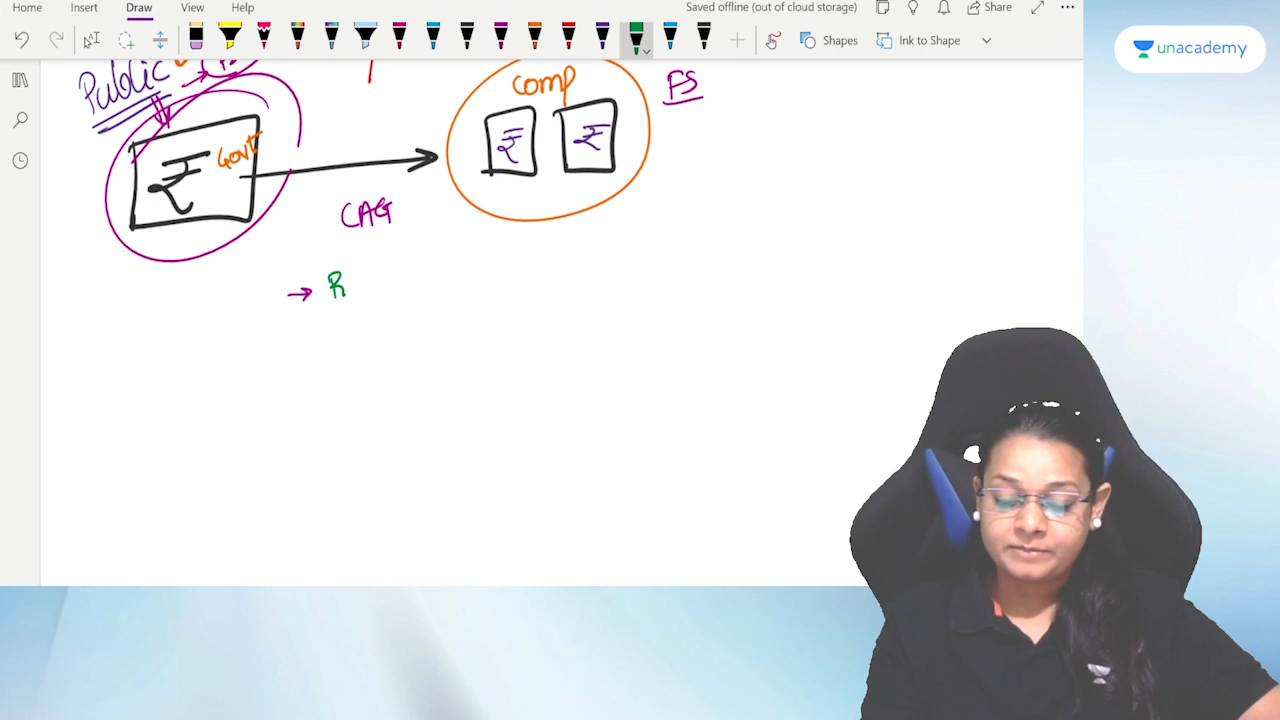 Home Insert Draw View Help Saved offline (out of cloud storage) Share
Shapes Ink to Shape
unacademy
Public
Comp
FS
₹ Govt
₹ ₹
CAG
→ R